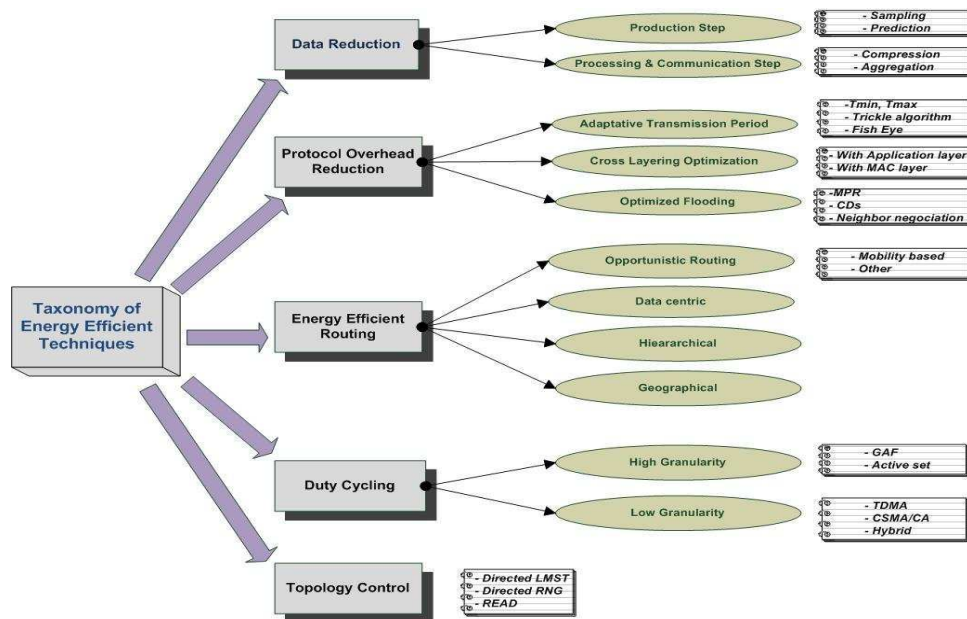 Data Reduction
Production Step
- Sampling
- Prediction
Processing & Communication Step
- Compression
- Aggregation
Protocol Overhead
Reduction
Adaptative Transmission Period
-Tmin, Tmax
- Trickle algorithm
- Fish Eye
Cross Layering Optimization
- With Application layer
- With MAC layer
Optimized Flooding
-MPR
- CDs
- Neighbor negociation
Taxonomy of
Energy Efficient
Techniques
Energy Efficient
Routing
Opportunistic Routing
- Mobility based
- Other
Data centric
Hieararchical
Geographical
Duty Cycling
High Granularity
- GAF
- Active set
Low Granularity
- TDMA
- CSMA/CA
- Hybrid
Topology Control
- Directed LMST
- Directed RNG
- READ